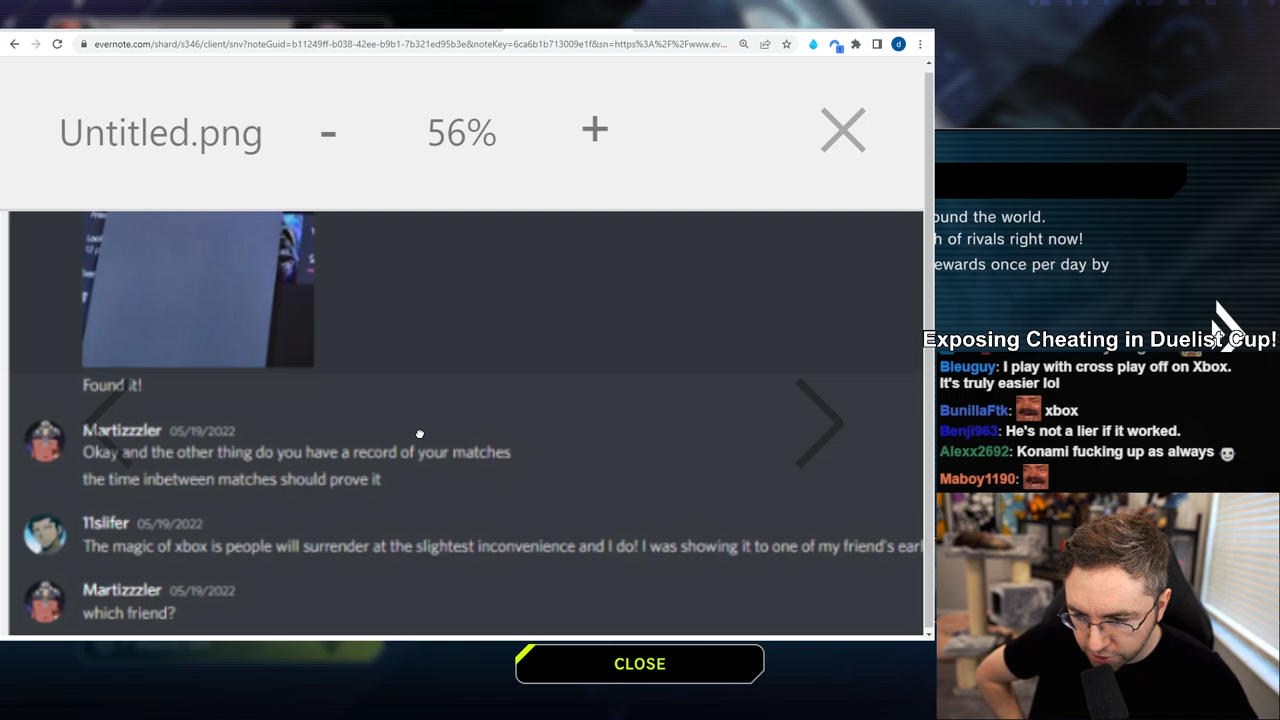 evernote.com/shard/s346/client/snv?noteGuid=b11249ff-b038-42ee-b9b1-7b321ed95b3e&noteKey=6ca6b1b713009e1f&sn=https%3A%2F%2Fwww.ev...
Untitled.png - 56% +
Found it!
Martizzzler 05/19/2022
Okay and the other thing do you have a record of your matches
the time inbetween matches should prove it
11slifer 05/19/2022
The magic of xbox is people will surrender at the slightest inconvenience and I do! I was showing it to one of my friend's earl
Martizzzler 05/19/2022
which friend?
CLOSE
ound the world.
h of rivals right now!
ewards once per day by
Exposing Cheating in Duelist Cup!
Bleuguy: I play with cross play off on Xbox.
It's truly easier lol
BunillaFtk: xbox
Benji963: He's not a lier if it worked.
Alexx2692: Konami fucking up as always
Maboy1190: